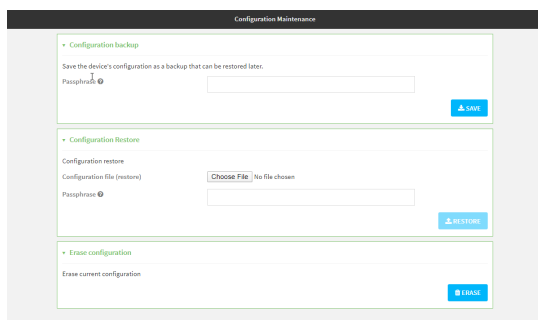 Configuration Maintenance
Configuration backup
Save the device's configuration as a backup that can be restored later.
Passphrase
SAVE
Configuration Restore
Configuration restore
Configuration file (restore) Choose File No file chosen
Passphrase
RESTORE
Erase configuration
Erase current configuration
ERASE